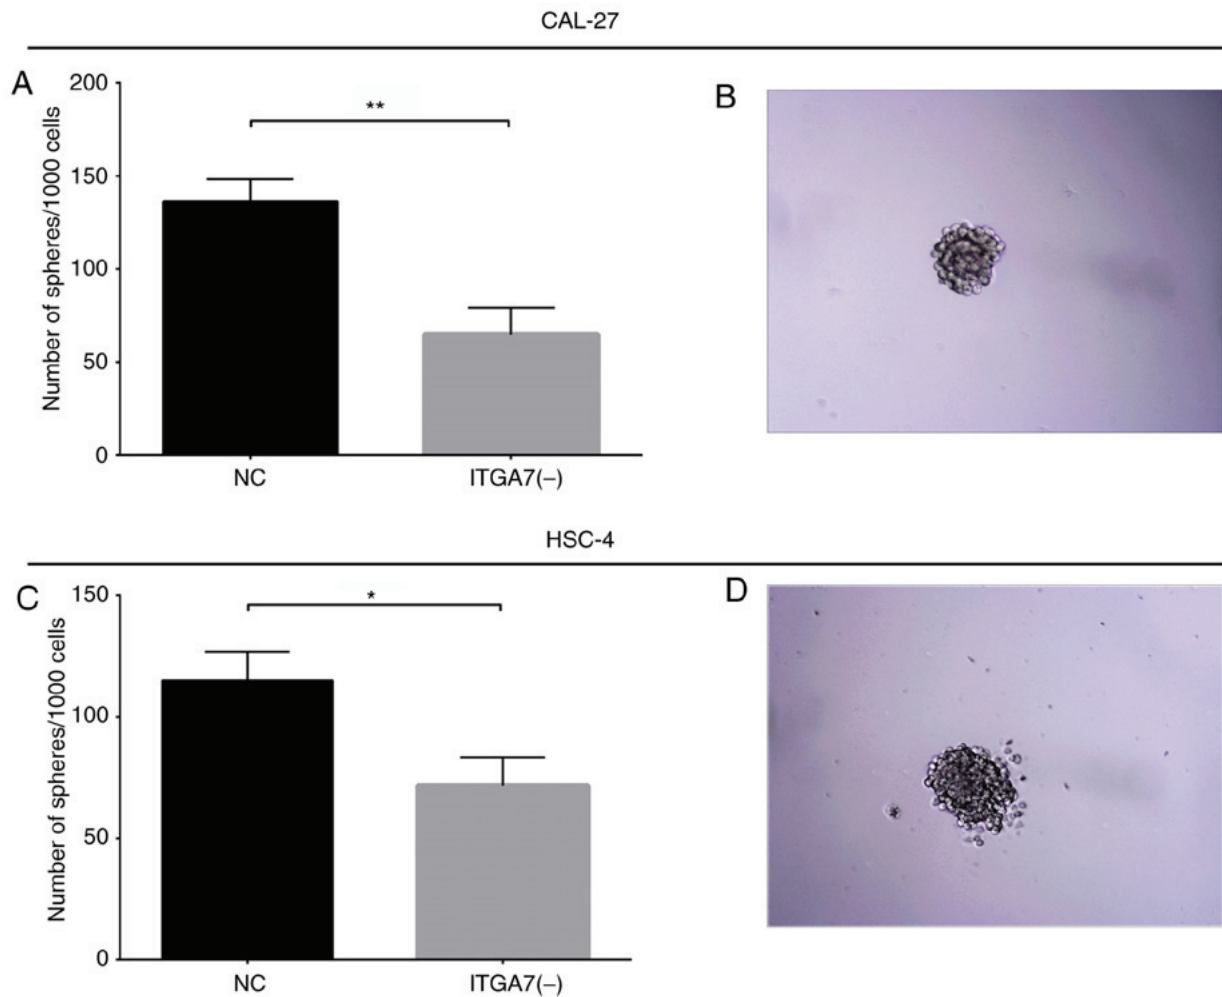 CAL-27
A
B
Number of spheres/1000 cells
200
150
100
50
0
**
NC
ITGA7(–)
HSC-4
C
D
Number of spheres/1000 cells
150
100
50
0
*
NC
ITGA7(–)